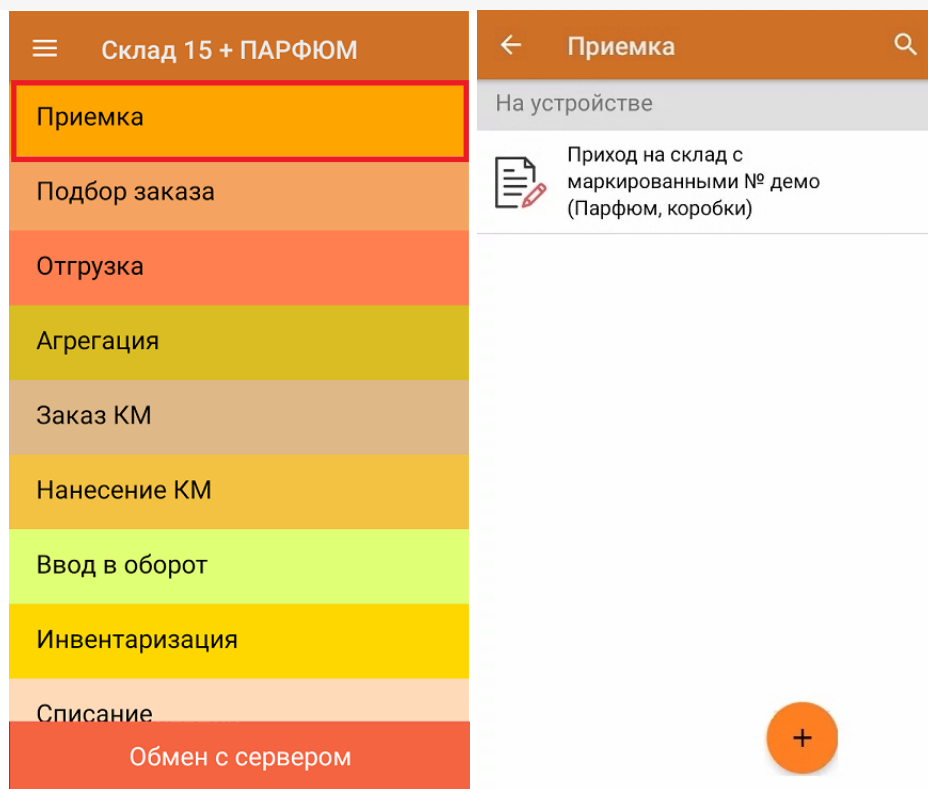 Склад 15 + ПАРФЮМ
Приемка
Подбор заказа
Отгрузка
Агрегация
Заказ КМ
Нанесение КМ
Ввод в оборот
Инвентаризация
Списание
Обмен с сервером
Приемка
На устройстве
Приход на склад с
маркированными № демо
(Парфюм, коробки)
+